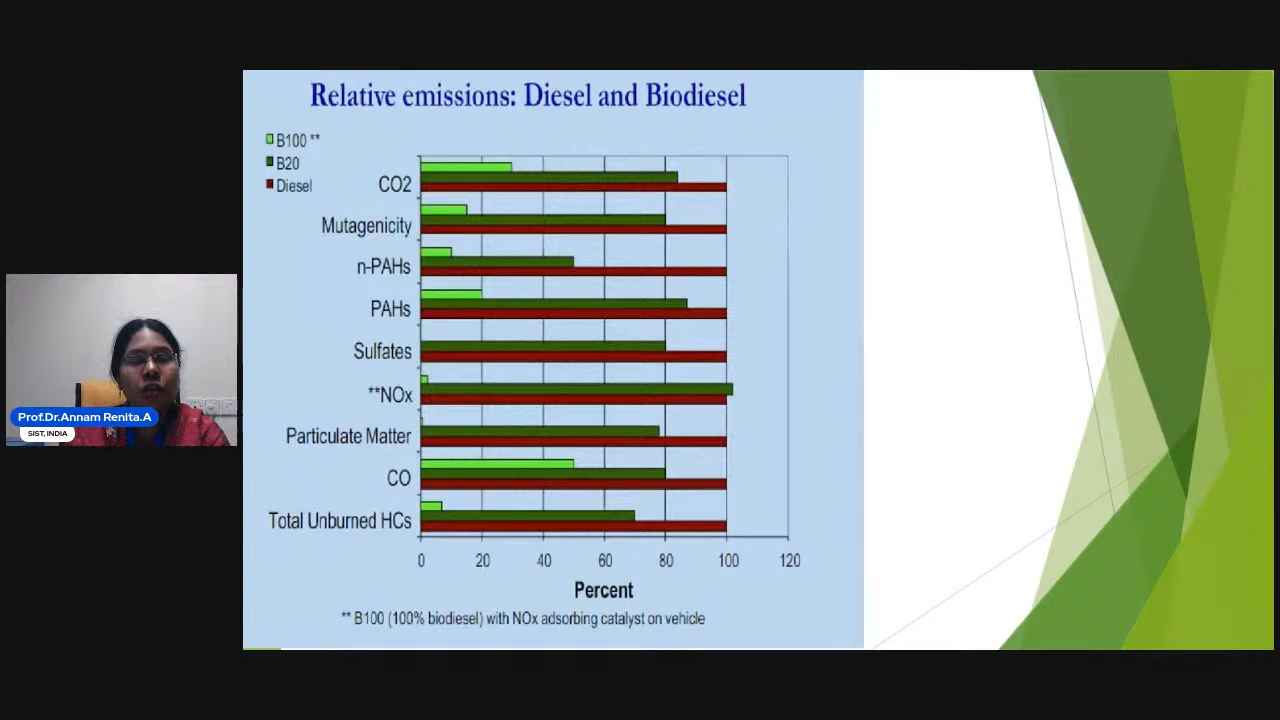 Relative emissions: Diesel and Biodiesel
B100 **
B20
Diesel
CO2
Mutagenicity
n-PAHs
PAHs
Sulfates
**NOx
Particulate Matter
CO
Total Unburned HCs
0 20 40 60 80 100 120
Percent
** B100 (100% biodiesel) with NOx adsorbing catalyst on vehicle
Prof.Dr.Annam Renita.A
SIST, INDIA